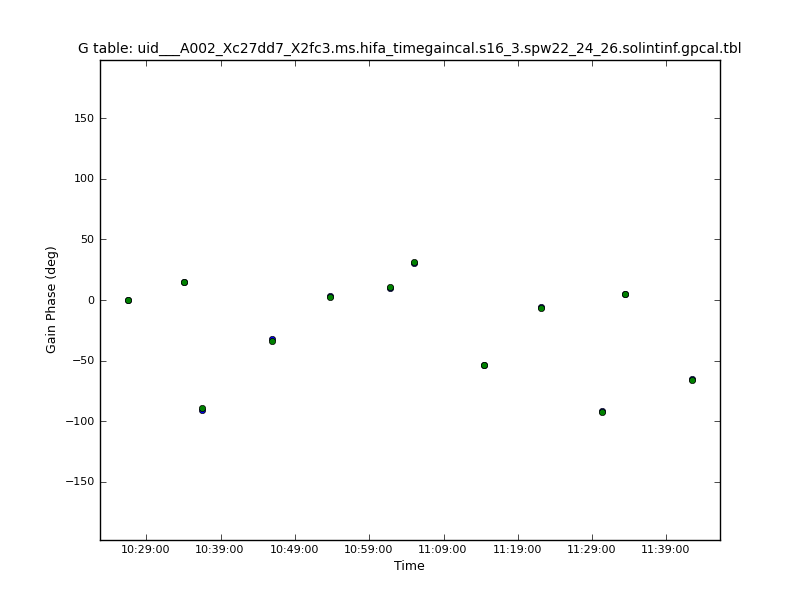 G table: uid___A002_Xc27dd7_X2fc3.ms.hifa_timegaincal.s16_3.spw22_24_26.solintinf.gpcal.tbl
150
100
50
0
−50
−100
−150
Gain Phase (deg)
10:29:00 10:39:00 10:49:00 10:59:00 11:09:00 11:19:00 11:29:00 11:39:00
Time